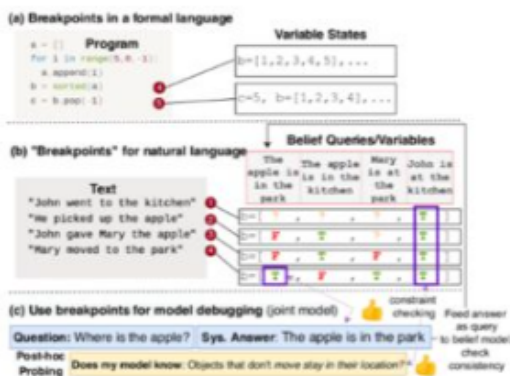 (a) Breakpoints in a formal language
Program
a = []
for i in range(5,0,-1):
a.append(i)
b = sorted(a)
c = b.pop(-1)
Variable States
b=[1,2,3,4,5],...
c=5, b=[1,2,3,4],...
(b) "Breakpoints" for natural language
Belief Queries/Variables
The apple is in the park
The apple is in the kitchen
Mary is at the park
John is at the kitchen
Text
"John went to the kitchen"
"He picked up the apple"
"John gave Mary the apple"
"Mary moved to the park"
1
b=[ ?, ?, ?, T ]
2
b=[ F, T, ?, T ]
3
b=[ F, T, F, T ]
4
b=[ T, F, T, T ]
(c) Use breakpoints for model debugging (joint model)
constraint checking
Feed answer
as query
to belief model
check
consistency
Question: Where is the apple?
Sys. Answer: The apple is in the park
Post-hoc
Probing
Does my model know: Objects that don't move stay in their location?